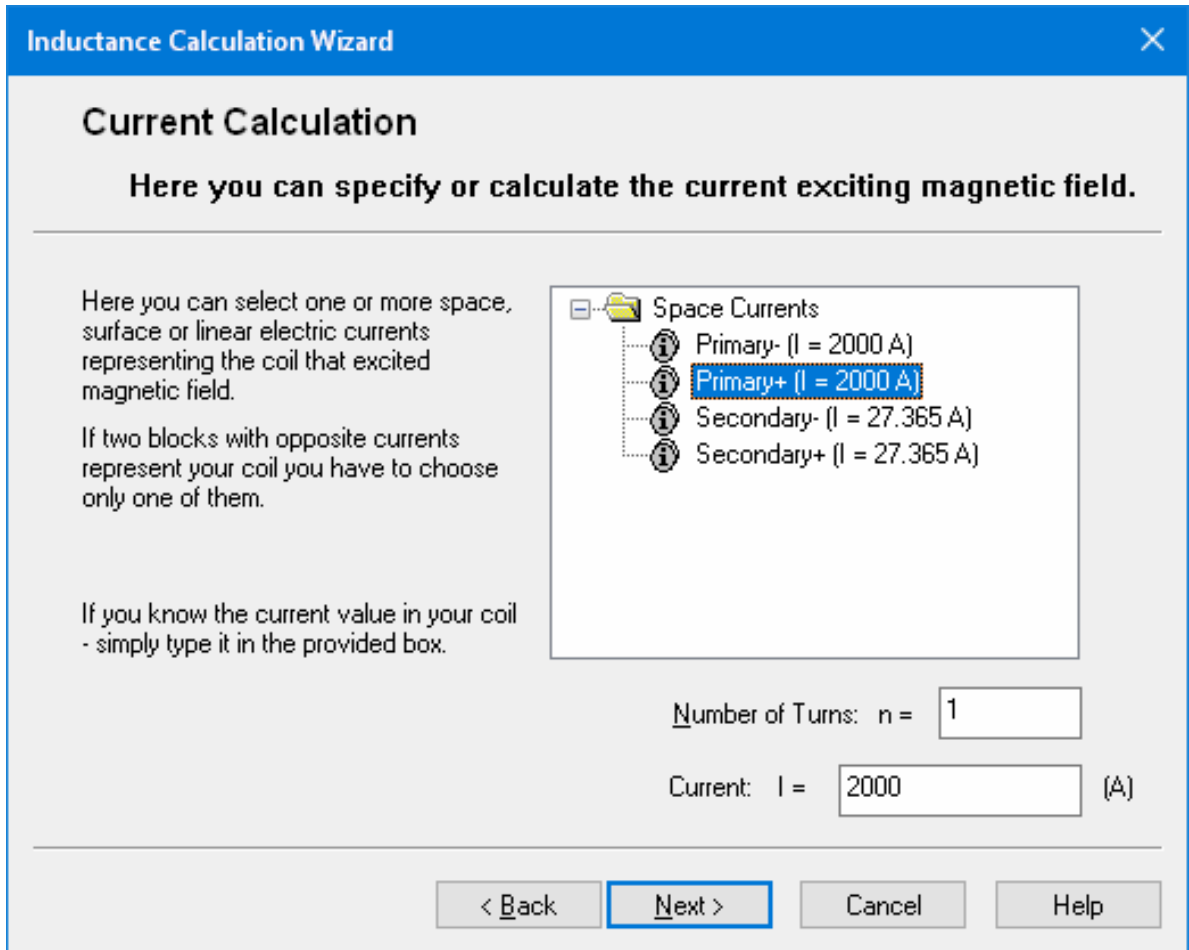 Inductance Calculation Wizard
Current Calculation
Here you can specify or calculate the current exciting magnetic field.
Here you can select one or more space,
surface or linear electric currents
representing the coil that excited
magnetic field.
If two blocks with opposite currents
represent your coil you have to choose
only one of them.
If you know the current value in your coil
- simply type it in the provided box.
Space Currents
Primary- (I = 2000 A)
Primary+ (I = 2000 A)
Secondary- (I = 27.365 A)
Secondary+ (I = 27.365 A)
Number of Turns: n = 1
Current: I = 2000 (A)
< Back Next > Cancel Help